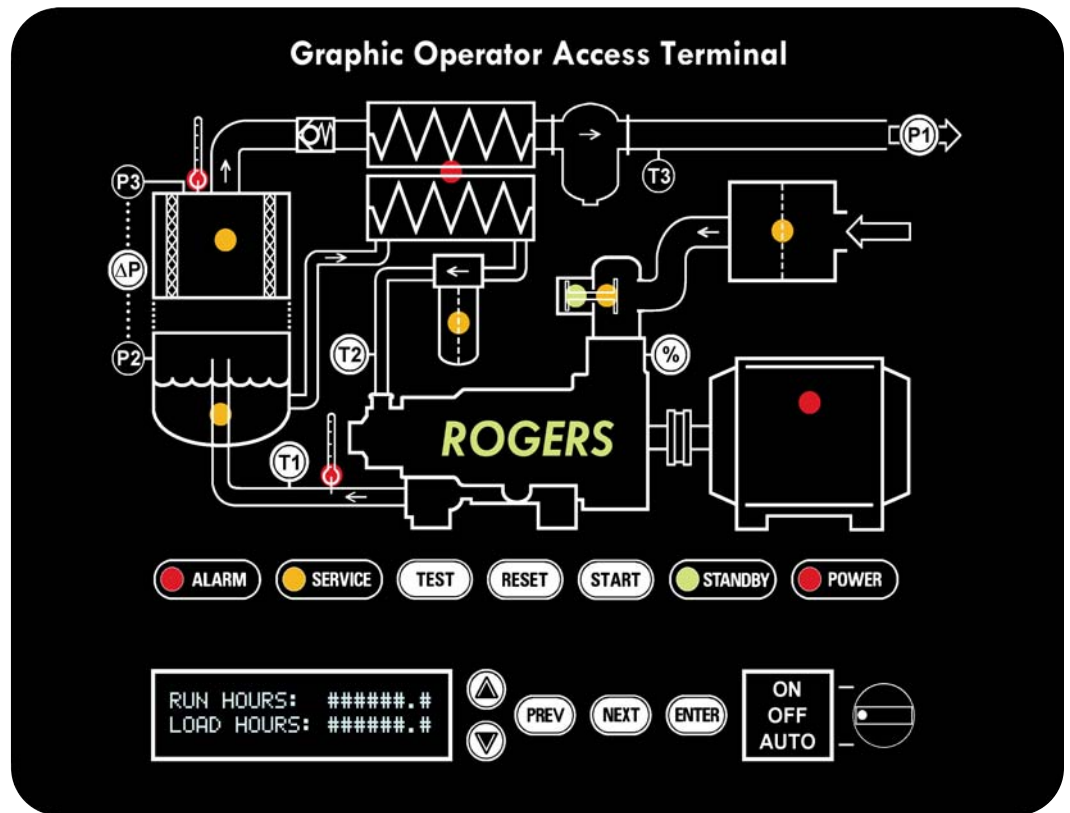 Graphic Operator Access Terminal
P1
P3
T3
ΔP
P2
T2
%
ROGERS
T1
ALARM SERVICE TEST RESET START STANDBY POWER
RUN HOURS: ######.#
LOAD HOURS: ######.#
PREV NEXT ENTER
ON
OFF
AUTO